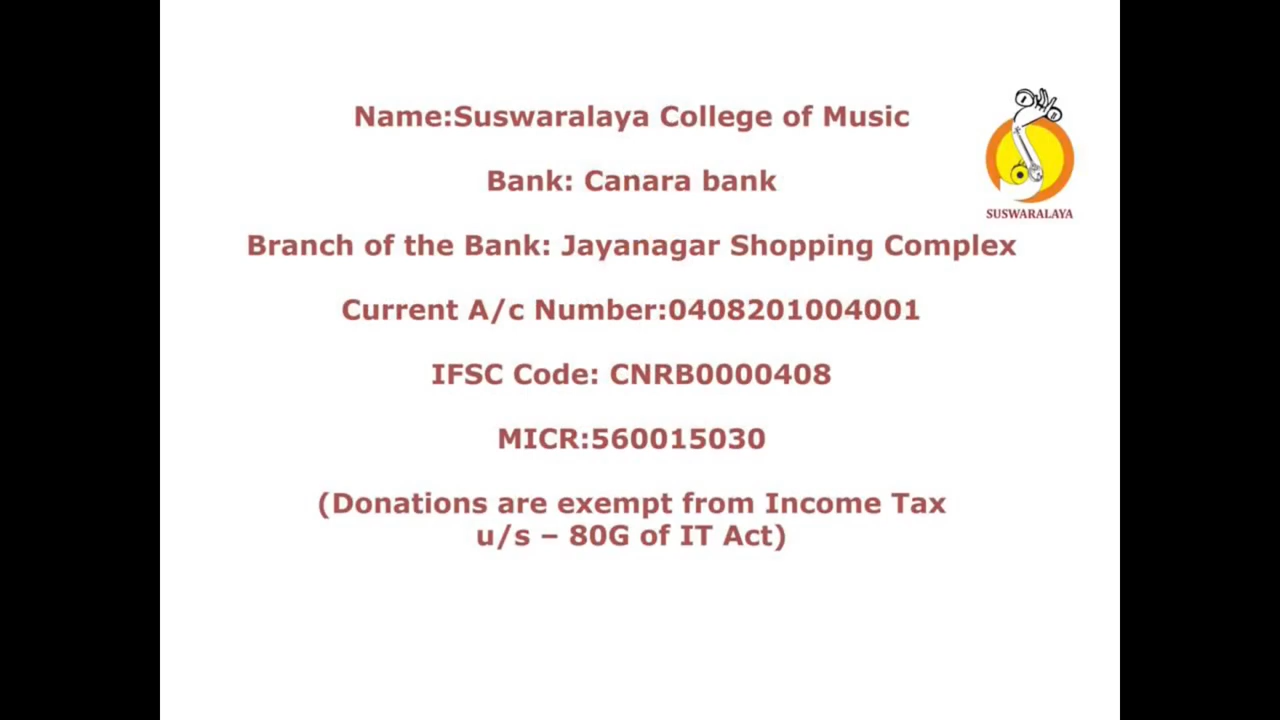 Name:Suswaralaya College of Music
Bank: Canara bank
Branch of the Bank: Jayanagar Shopping Complex
Current A/c Number:0408201004001
IFSC Code: CNRB0000408
MICR:560015030
(Donations are exempt from Income Tax
u/s – 80G of IT Act)
SUSWARALAYA